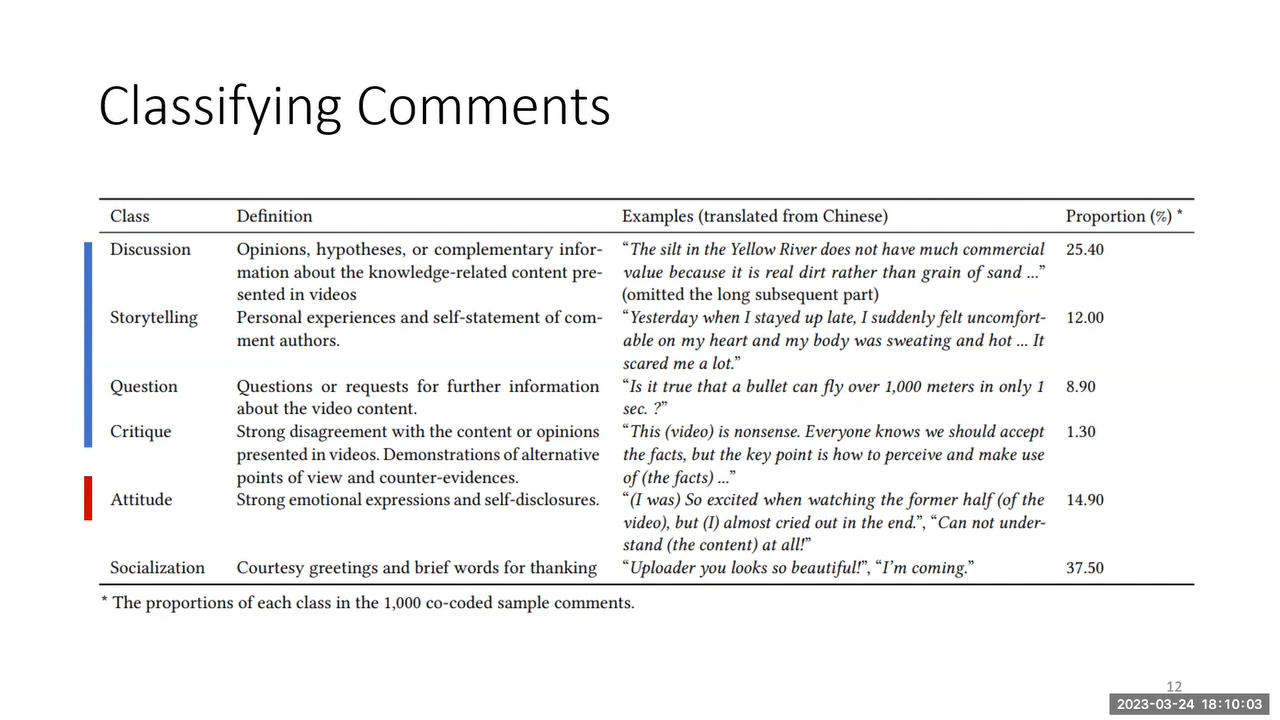 Classifying Comments
Class Definition Examples (translated from Chinese) Proportion (%) *
Discussion Opinions, hypotheses, or complementary infor- “The silt in the Yellow River does not have much commercial 25.40
mation about the knowledge-related content pre- value because it is real dirt rather than grain of sand ...”
sented in videos (omitted the long subsequent part)
Storytelling Personal experiences and self-statement of com- “Yesterday when I stayed up late, I suddenly felt uncomfort- 12.00
ment authors. able on my heart and my body was sweating and hot ... It
scared me a lot.”
Question Questions or requests for further information “Is it true that a bullet can fly over 1,000 meters in only 1 8.90
about the video content. sec. ?”
Critique Strong disagreement with the content or opinions “This (video) is nonsense. Everyone knows we should accept 1.30
presented in videos. Demonstrations of alternative the facts, but the key point is how to perceive and make use
points of view and counter-evidences. of (the facts) ...”
Attitude Strong emotional expressions and self-disclosures. “(I was) So excited when watching the former half (of the 14.90
video), but (I) almost cried out in the end.”, “Can not under-
stand (the content) at all!”
Socialization Courtesy greetings and brief words for thanking “Uploader you looks so beautiful!”, “I’m coming.” 37.50
* The proportions of each class in the 1,000 co-coded sample comments.
12
2023-03-24 18:10:03